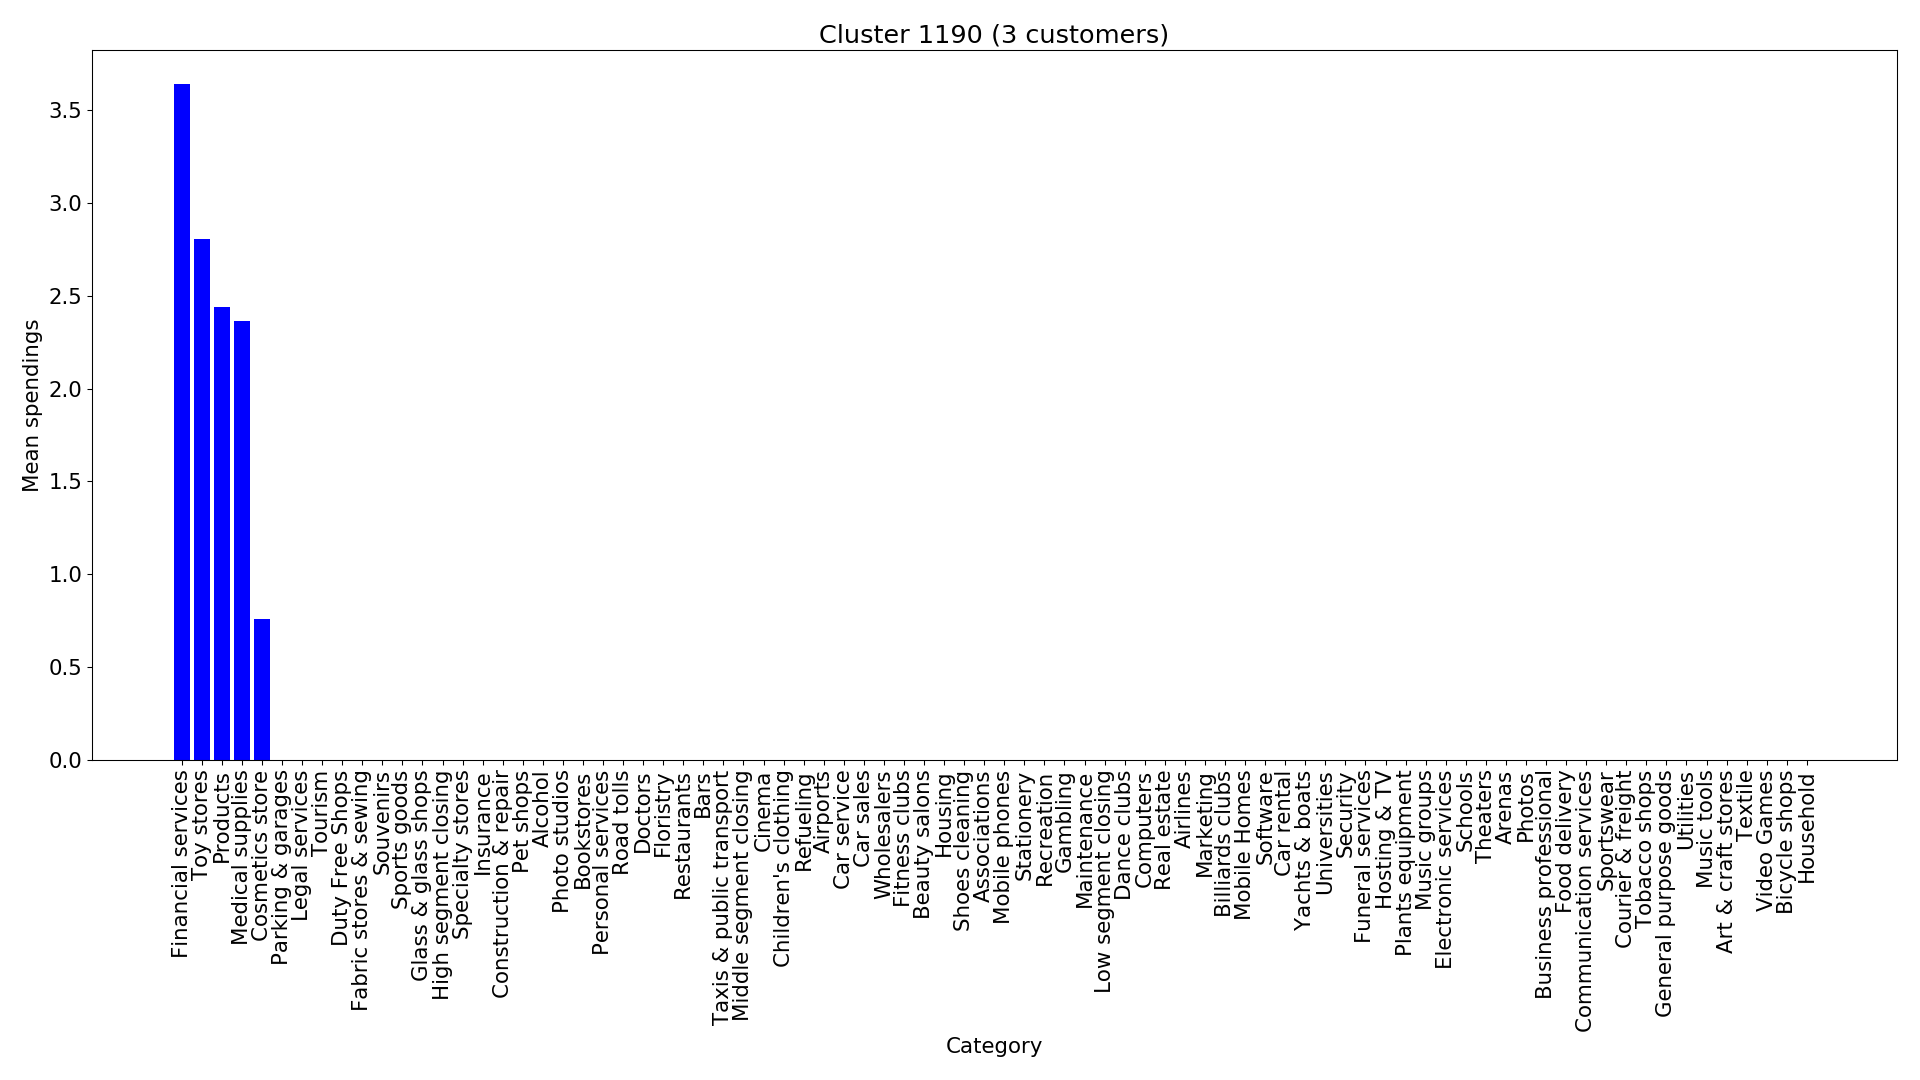 Cluster 1190 (3 customers)
3.5
3.0
2.5
2.0
1.5
1.0
0.5
0.0
Mean spendings
Financial services
Toy stores
Products
Medical supplies
Cosmetics store
Parking & garages
Legal services
Tourism
Duty Free Shops
Fabric stores & sewing
Souvenirs
Sports goods
Glass & glass shops
High segment closing
Specialty stores
Insurance
Construction & repair
Pet shops
Alcohol
Photo studios
Bookstores
Personal services
Road tolls
Doctors
Floristry
Restaurants
Bars
Taxis & public transport
Middle segment closing
Cinema
Children's clothing
Refueling
Airports
Car service
Car sales
Wholesalers
Fitness clubs
Beauty salons
Housing
Shoes cleaning
Associations
Mobile phones
Stationery
Recreation
Gambling
Maintenance
Low segment closing
Dance clubs
Computers
Real estate
Airlines
Marketing
Billiards clubs
Mobile Homes
Software
Car rental
Yachts & boats
Universities
Security
Funeral services
Hosting & TV
Plants equipment
Music groups
Electronic services
Schools
Theaters
Arenas
Photos
Business professional
Food delivery
Communication services
Sportswear
Courier & freight
Tobacco shops
General purpose goods
Utilities
Music tools
Art & craft stores
Textile
Video Games
Bicycle shops
Household
Category